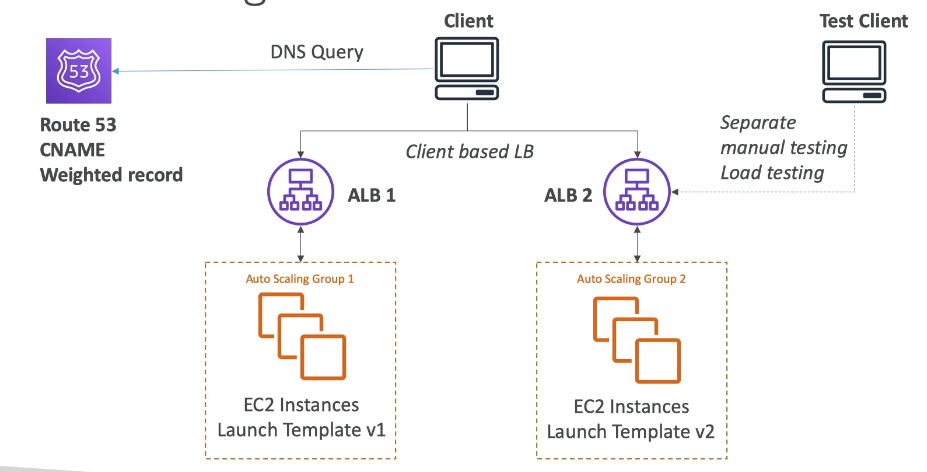 Client
Test Client
DNS Query
53
Route 53
CNAME
Weighted record
Separate
manual testing
Load testing
Client based LB
ALB 1
ALB 2
Auto Scaling Group 1
EC2 Instances
Launch Template v1
Auto Scaling Group 2
EC2 Instances
Launch Template v2